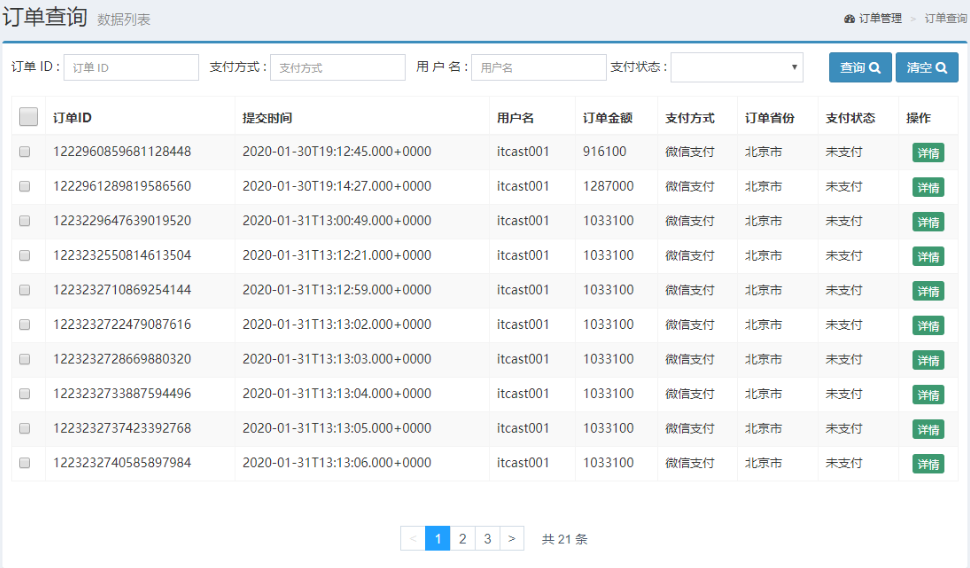 订单查询 数据列表 订单管理 > 订单查询
订单 ID : 订单 ID 支付方式 : 支付方式 用 户 名 : 用户名 支付状态 : 查询 清空
订单ID 提交时间 用户名 订单金额 支付方式 订单省份 支付状态 操作
1222960859681128448 2020-01-30T19:12:45.000+0000 itcast001 916100 微信支付 北京市 未支付 详情
1222961289819586560 2020-01-30T19:14:27.000+0000 itcast001 1287000 微信支付 北京市 未支付 详情
1223229647639019520 2020-01-31T13:00:49.000+0000 itcast001 1033100 微信支付 北京市 未支付 详情
1223232550814613504 2020-01-31T13:12:21.000+0000 itcast001 1033100 微信支付 北京市 未支付 详情
1223232710869254144 2020-01-31T13:12:59.000+0000 itcast001 1033100 微信支付 北京市 未支付 详情
1223232722479087616 2020-01-31T13:13:02.000+0000 itcast001 1033100 微信支付 北京市 未支付 详情
1223232728669880320 2020-01-31T13:13:03.000+0000 itcast001 1033100 微信支付 北京市 未支付 详情
1223232733887594496 2020-01-31T13:13:04.000+0000 itcast001 1033100 微信支付 北京市 未支付 详情
1223232737423392768 2020-01-31T13:13:05.000+0000 itcast001 1033100 微信支付 北京市 未支付 详情
1223232740585897984 2020-01-31T13:13:06.000+0000 itcast001 1033100 微信支付 北京市 未支付 详情
< 1 2 3 > 共 21 条